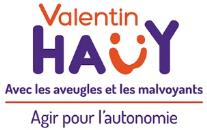 Valentin
HAÜY
Avec les aveugles et les malvoyants
Agir pour l'autonomie